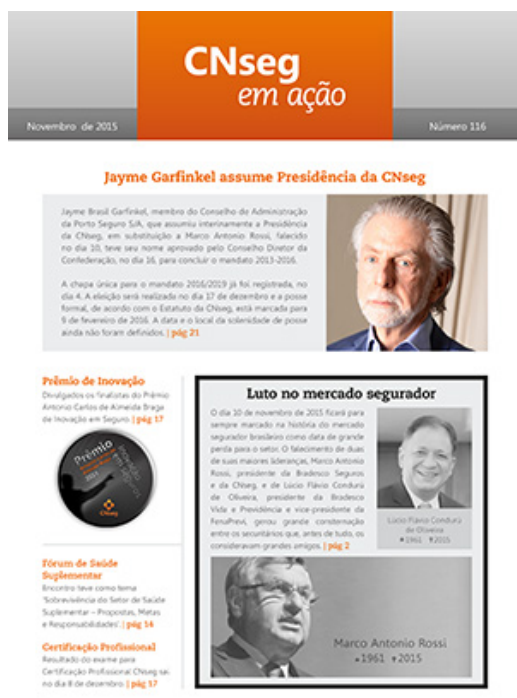 CNseg
em ação
Novembro de 2015
Número 116
Jayme Garfinkel assume Presidência da CNseg
Jayme Brasil Garfinkel, membro do Conselho de Administração
da Porto Seguro S/A, que assumiu interinamente a Presidência
da CNseg, em substituição a Marco Antonio Rossi, falecido
no dia 10, teve seu nome aprovado pelo Conselho Diretor da
Confederação, no dia 16, para concluir o mandato 2013-2016.
A chapa única para o mandato 2016/2019 já foi registrada, no
dia 4. A eleição será realizada no dia 17 de dezembro e a posse
formal, de acordo com o Estatuto da CNseg, está marcada para
9 de fevereiro de 2016. A data e o local da solenidade de posse
ainda não foram definidos. | pág 21
Prêmio de Inovação
Divulgados os finalistas do Prêmio
Antonio Carlos de Almeida Braga
de Inovação em Seguro. | pág 17
Prêmio
INOVAÇÃO
EM SEGUROS
2015
CNseg
Fórum de Saúde
Suplementar
Encontro teve como tema
'Sobrevivência do Setor de Saúde
Suplementar – Propostas, Metas
e Responsabilidades'. | pág 14
Certificação Profissional
Resultado do exame para
Certificação Profissional CNseg sai
no dia 8 de dezembro. | pág 17
Luto no mercado segurador
O dia 10 de novembro de 2015 ficará para
sempre marcado na história do mercado
segurador brasileiro como data de grande
perda para o setor. O falecimento de duas
de suas maiores lideranças, Marco Antonio
Rossi, presidente da Bradesco Seguros
e da CNseg, e de Lúcio Flávio Condurú
de Oliveira, presidente da Bradesco
Vida e Previdência e vice-presidente da
FenaPrevi, gerou grande consternação
entre os securitários que, antes de tudo, os
consideravam grandes amigos. | pág 2
Lúcio Flávio Condurú
de Oliveira
★1961 ✝2015
Marco Antonio Rossi
★1961 ✝2015